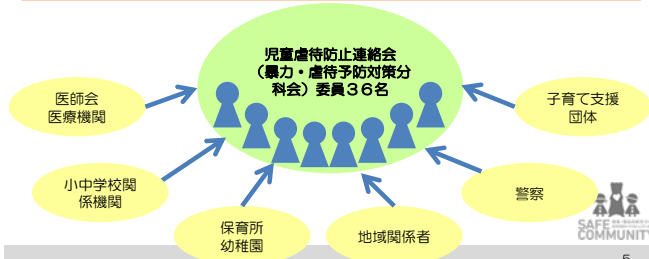 児童虐待防止連絡会
（暴力・虐待予防対策分
科会）委員３６名
医師会
医療機関
子育て支援
団体
小中学校関
係機関
警察
保育所
幼稚園
地域関係者
SAFE
COMMUNITY